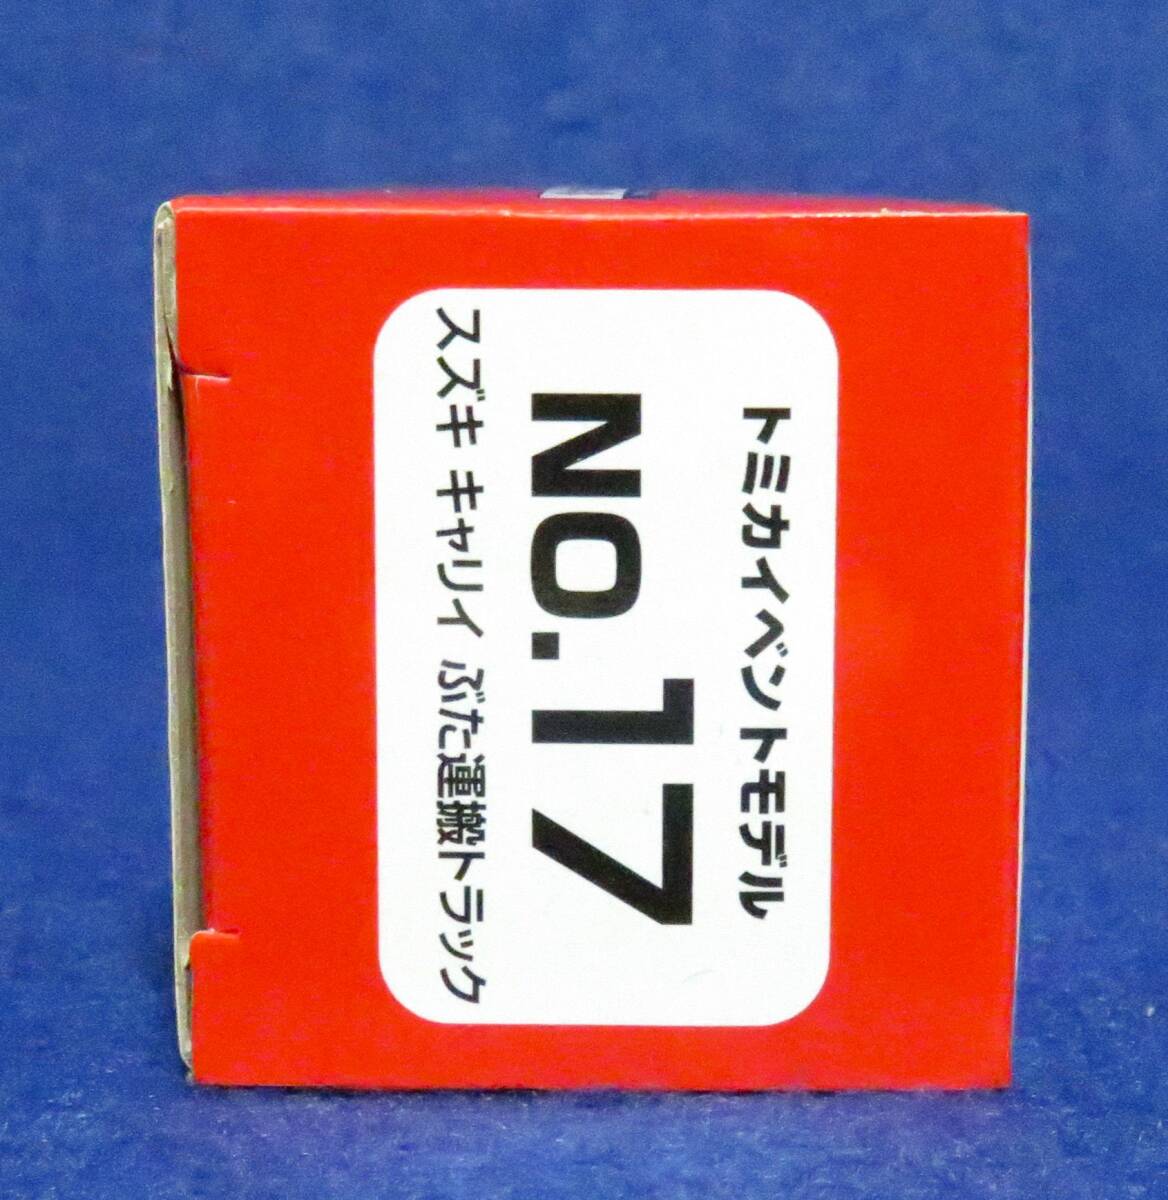 トミカイベントモデル
NO.17
スズキ キャリイ ぶた運搬トラック